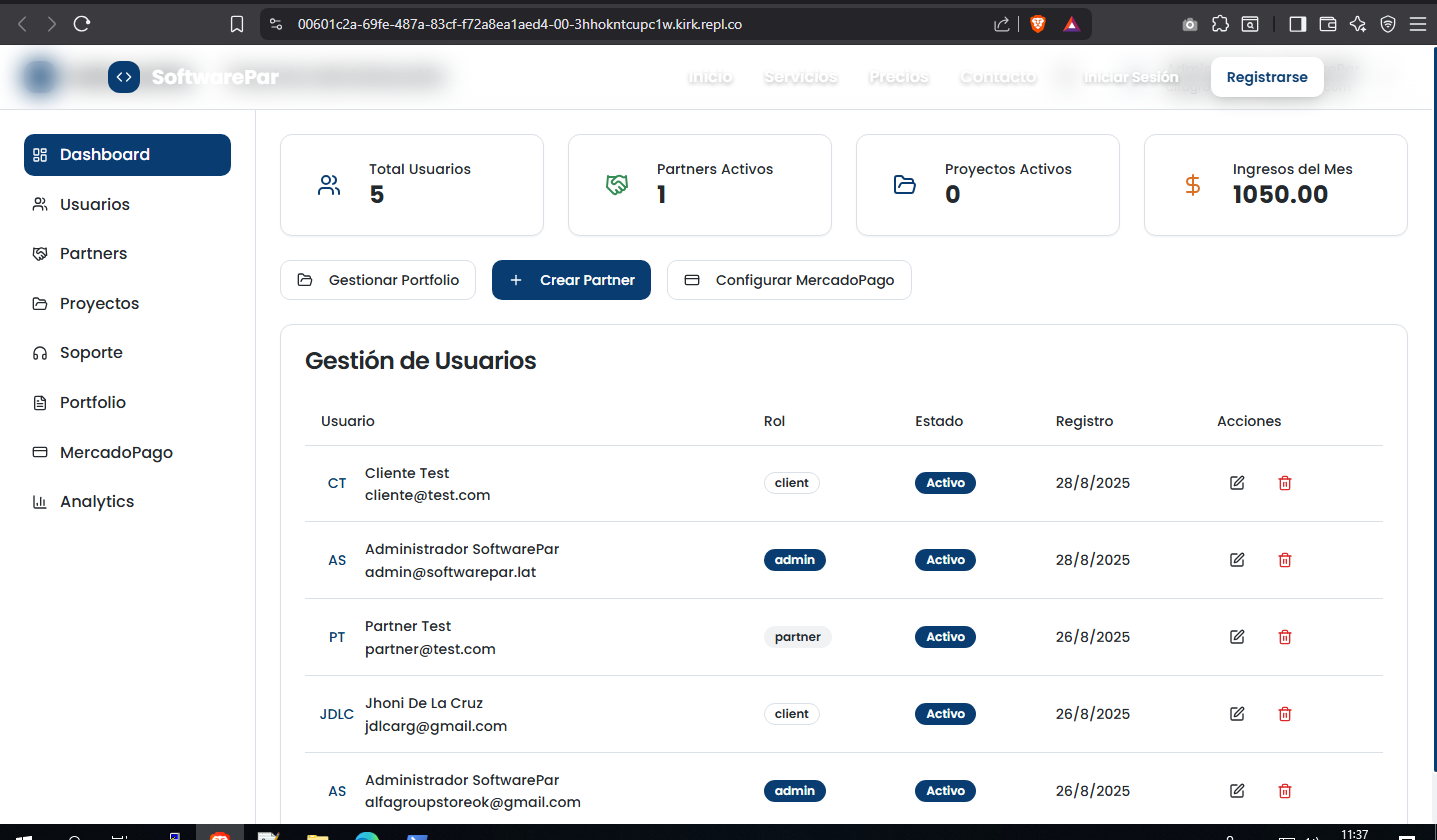 00601c2a-69fe-487a-83cf-f72a8ea1aed4-00-3hhokntcupc1w.kirk.repl.co
SoftwarePar
Inicio
Servicios
Precios
Contacto
Iniciar Sesión
Registrarse
Dashboard
Usuarios
Partners
Proyectos
Soporte
Portfolio
MercadoPago
Analytics
Total Usuarios
5
Partners Activos
1
Proyectos Activos
0
Ingresos del Mes
1050.00
Gestionar Portfolio
Crear Partner
Configurar MercadoPago
Gestión de Usuarios
Usuario Rol Estado Registro Acciones
CT Cliente Test client Activo 28/8/2025
cliente@test.com
AS Administrador SoftwarePar admin Activo 28/8/2025
admin@softwarepar.lat
PT Partner Test partner Activo 26/8/2025
partner@test.com
JDLC Jhoni De La Cruz client Activo 26/8/2025
jdlcarg@gmail.com
AS Administrador SoftwarePar admin Activo 26/8/2025
alfagroupstoreok@gmail.com
11:37